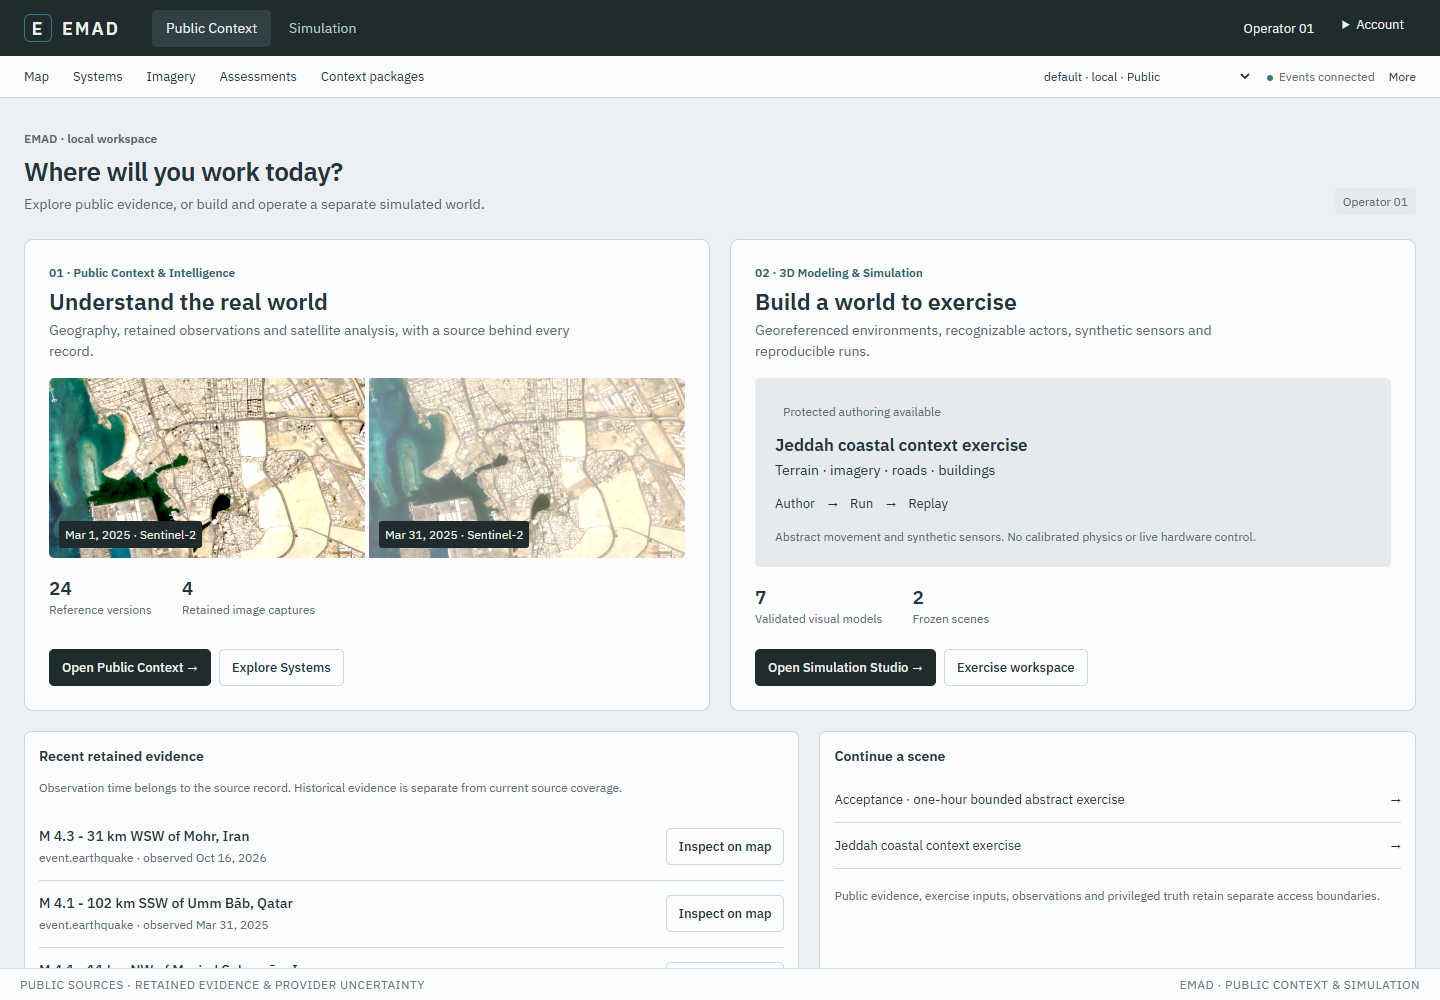 E EMAD
Public Context
Simulation
Operator 01
Account
Map
Systems
Imagery
Assessments
Context packages
default · local · Public
Events connected
More
EMAD · local workspace
Where will you work today?
Explore public evidence, or build and operate a separate simulated world.
Operator 01
01 · Public Context & Intelligence
Understand the real world
Geography, retained observations and satellite analysis, with a source behind every
record.
Mar 1, 2025 · Sentinel-2
Mar 31, 2025 · Sentinel-2
24
Reference versions
4
Retained image captures
Open Public Context →
Explore Systems
02 · 3D Modeling & Simulation
Build a world to exercise
Georeferenced environments, recognizable actors, synthetic sensors and
reproducible runs.
Protected authoring available
Jeddah coastal context exercise
Terrain · imagery · roads · buildings
Author → Run → Replay
Abstract movement and synthetic sensors. No calibrated physics or live hardware control.
7
Validated visual models
2
Frozen scenes
Open Simulation Studio →
Exercise workspace
Recent retained evidence
Observation time belongs to the source record. Historical evidence is separate from current source coverage.
M 4.3 - 31 km WSW of Mohr, Iran
event.earthquake · observed Oct 16, 2026
Inspect on map
M 4.1 - 102 km SSW of Umm Bāb, Qatar
event.earthquake · observed Mar 31, 2025
Inspect on map
Continue a scene
Acceptance · one-hour bounded abstract exercise →
Jeddah coastal context exercise →
Public evidence, exercise inputs, observations and privileged truth retain separate access boundaries.
PUBLIC SOURCES · RETAINED EVIDENCE & PROVIDER UNCERTAINTY
EMAD · PUBLIC CONTEXT & SIMULATION